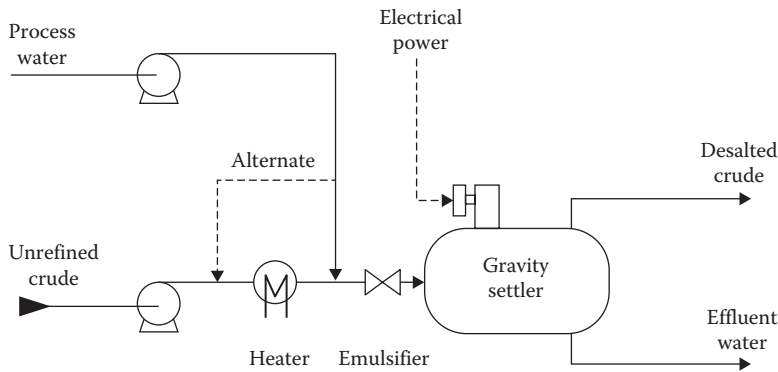 Electrical
power
Process
water
Alternate
Desalted
crude
Unrefined
crude
Gravity
settler
Effluent
water
Heater
Emulsifier